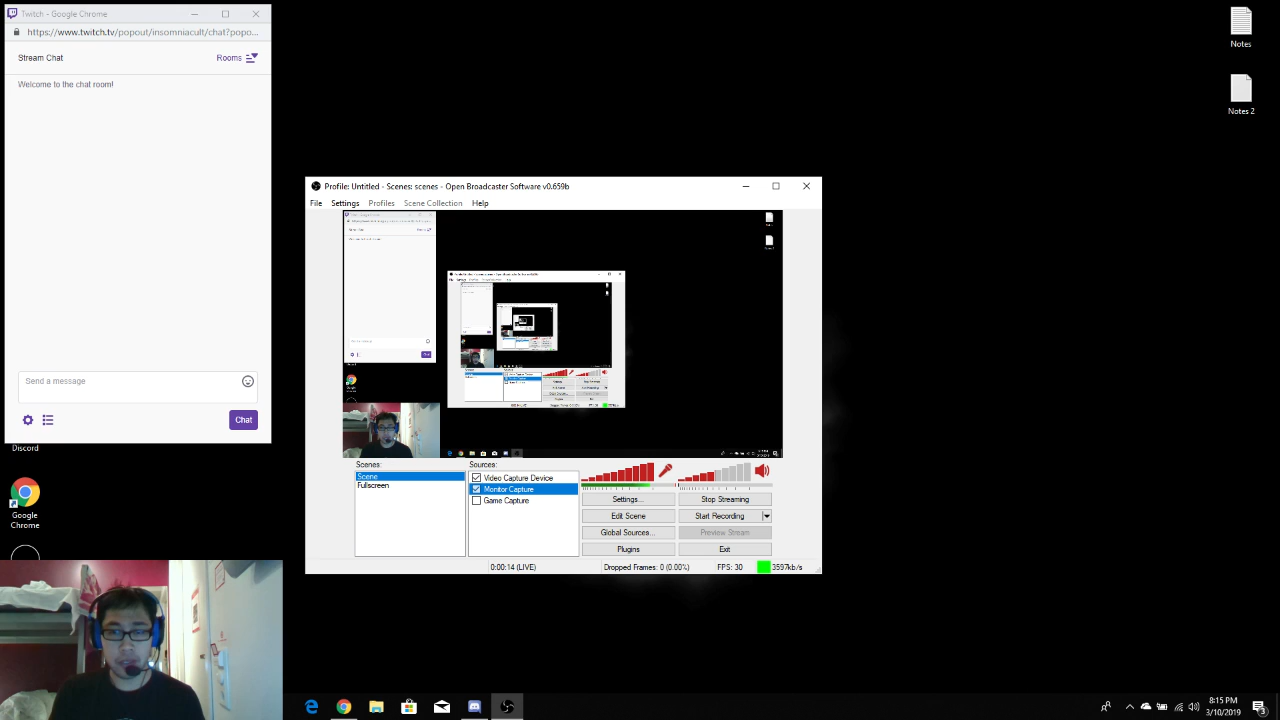 Twitch - Google Chrome
https://www.twitch.tv/popout/insomniacult/chat?popo...
Stream Chat
Rooms
Welcome to the chat room!
Send a message
Chat
Discord
Google
Chrome
Notes
Notes 2
Profile: Untitled - Scenes: scenes - Open Broadcaster Software v0.659b
File Settings Profiles Scene Collection Help
Scenes:
Scene
Fullscreen
Sources:
Video Capture Device
Monitor Capture
Game Capture
Settings...
Stop Streaming
Edit Scene
Start Recording
Global Sources...
Preview Stream
Plugins
Exit
0:00:14 (LIVE)
Dropped Frames: 0 (0.00%)
FPS: 30
3597kb/s
8:15 PM
3/10/2019